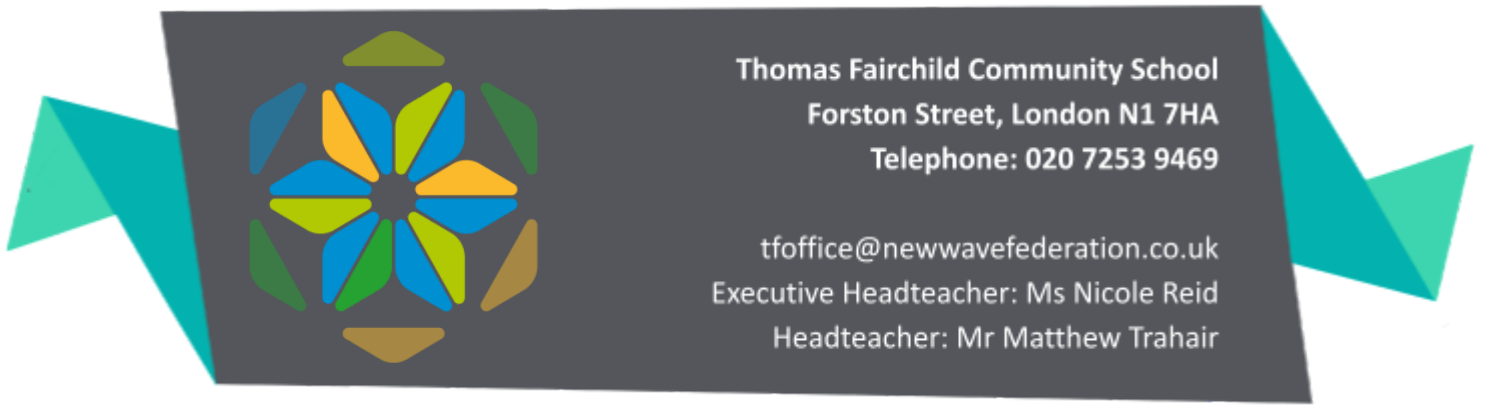 Thomas Fairchild Community School
Forston Street, London N1 7HA
Telephone: 020 7253 9469
tfoffice@newwavefederation.co.uk
Executive Headteacher: Ms Nicole Reid
Headteacher: Mr Matthew Trahair